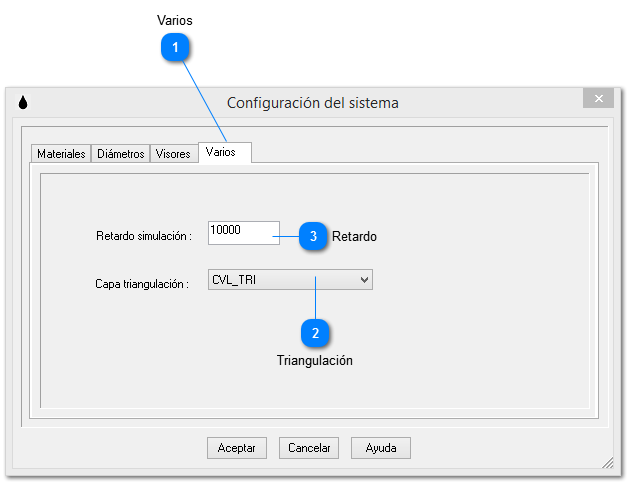 Varios
1
Configuración del sistema
Materiales Diámetros Visores Varios
Retardo simulación : 10000 3 Retardo
Capa triangulación : CVL_TRI
2
Triangulación
Aceptar Cancelar Ayuda